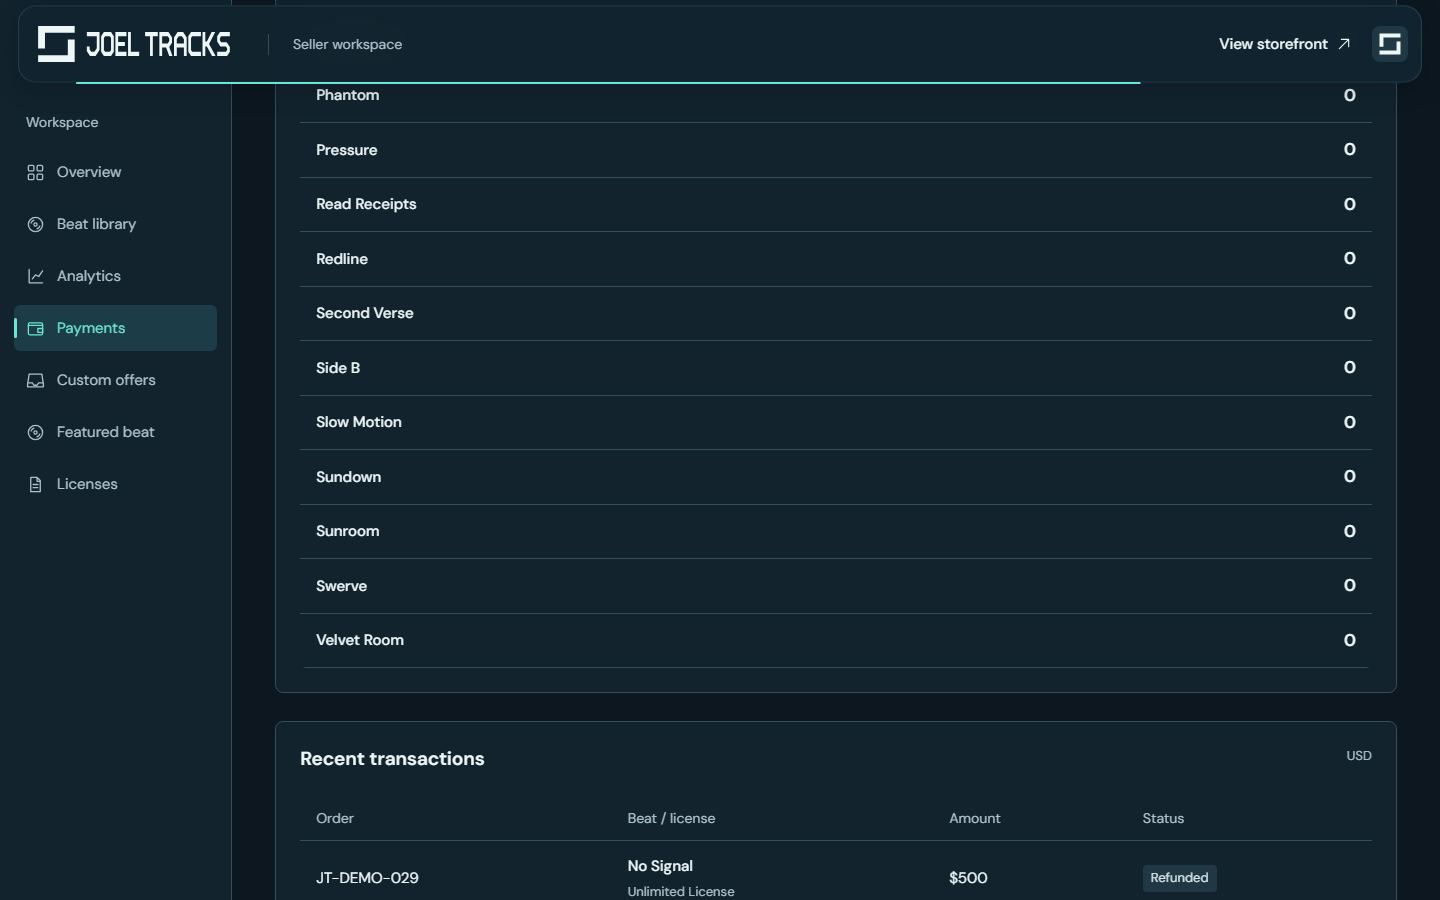 JOEL TRACKS
Seller workspace
View storefront
Workspace
Overview
Beat library
Analytics
Payments
Custom offers
Featured beat
Licenses
Phantom 0
Pressure 0
Read Receipts 0
Redline 0
Second Verse 0
Side B 0
Slow Motion 0
Sundown 0
Sunroom 0
Swerve 0
Velvet Room 0
Recent transactions USD
Order Beat / license Amount Status
JT-DEMO-029 No Signal $500 Refunded
Unlimited License